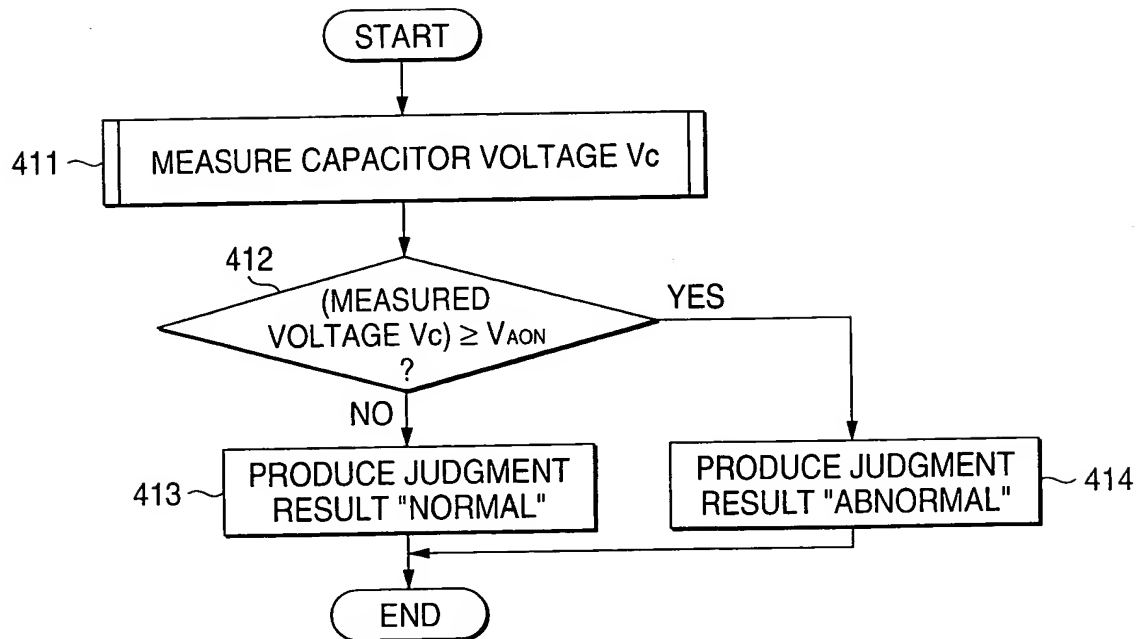 START
411
MEASURE CAPACITOR VOLTAGE Vc
412
(MEASURED
VOLTAGE Vc) ≥ VAON
?
YES
NO
413
PRODUCE JUDGMENT
RESULT "NORMAL"
PRODUCE JUDGMENT
RESULT "ABNORMAL"
414
END